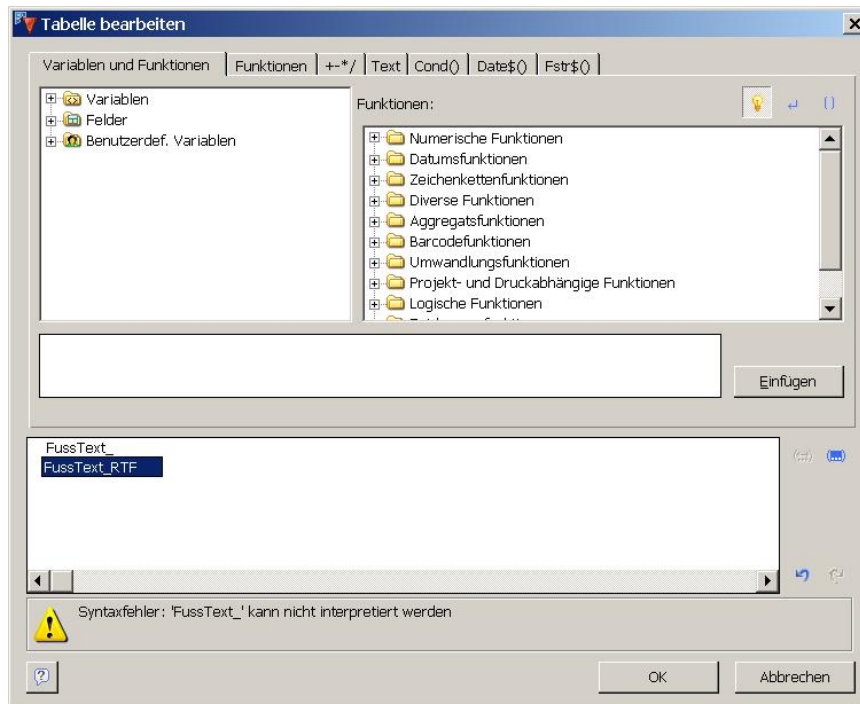 Tabelle bearbeiten
Variablen und Funktionen Funktionen +-*/ Text Cond() Date$() Fstr$()
Variablen
Felder
Benutzerdef. Variablen
Funktionen:
Numerische Funktionen
Datumsfunktionen
Zeichenkettenfunktionen
Diverse Funktionen
Aggregatsfunktionen
Barcodefunktionen
Umwandlungsfunktionen
Projekt- und Druckabhängige Funktionen
Logische Funktionen
Einfügen
FussText_
FussText_RTF
Syntaxfehler: 'FussText_' kann nicht interpretiert werden
OK Abbrechen